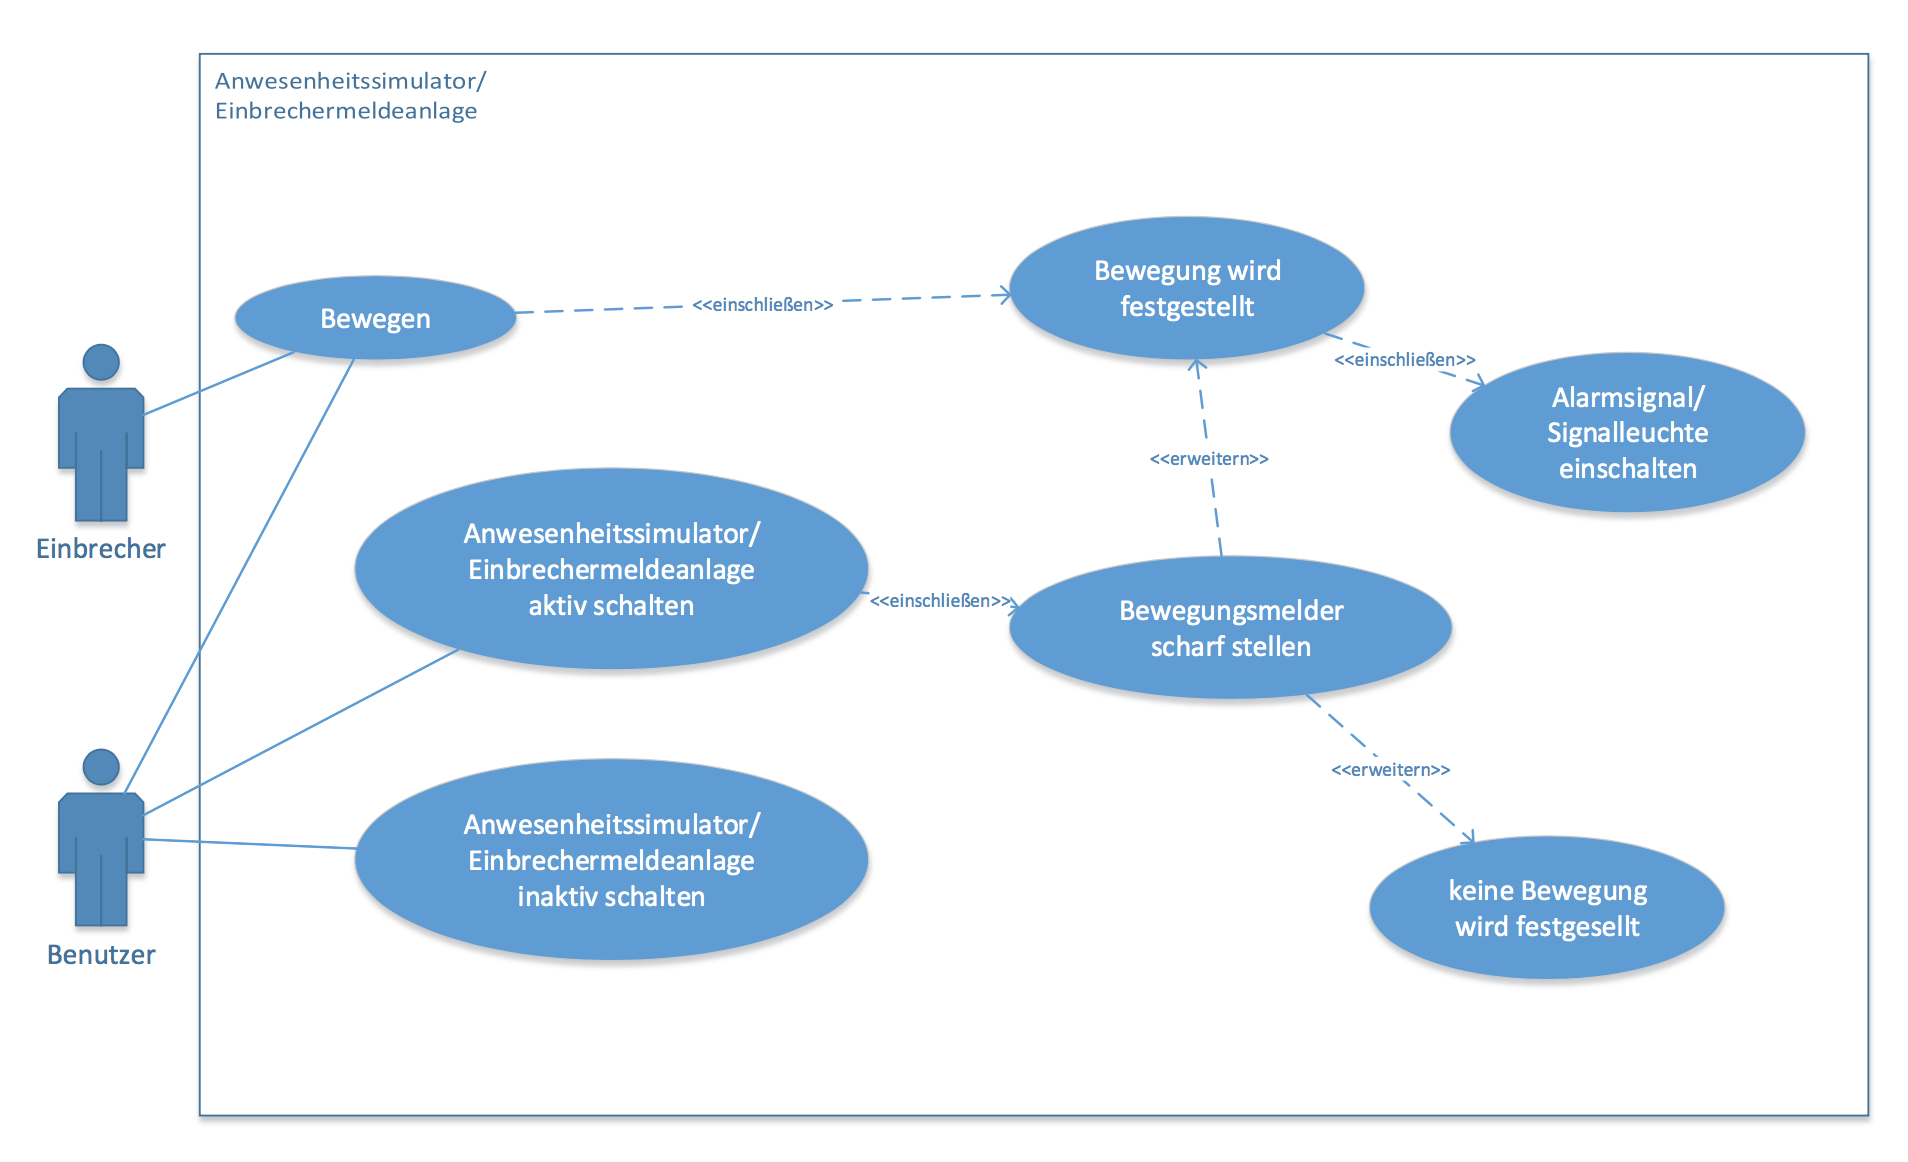 Anwesenheitssimulator/
Einbrechermeldeanlage
Bewegen
<<einschließen>>
Bewegung wird
festgestellt
<<einschließen>>
Alarmsignal/
Signalleuchte
einschalten
<<erweitern>>
Einbrecher
Anwesenheitssimulator/
Einbrechermeldeanlage
aktiv schalten
<<einschließen>>
Bewegungsmelder
scharf stellen
<<erweitern>>
Anwesenheitssimulator/
Einbrechermeldeanlage
inaktiv schalten
keine Bewegung
wird festgesellt
Benutzer